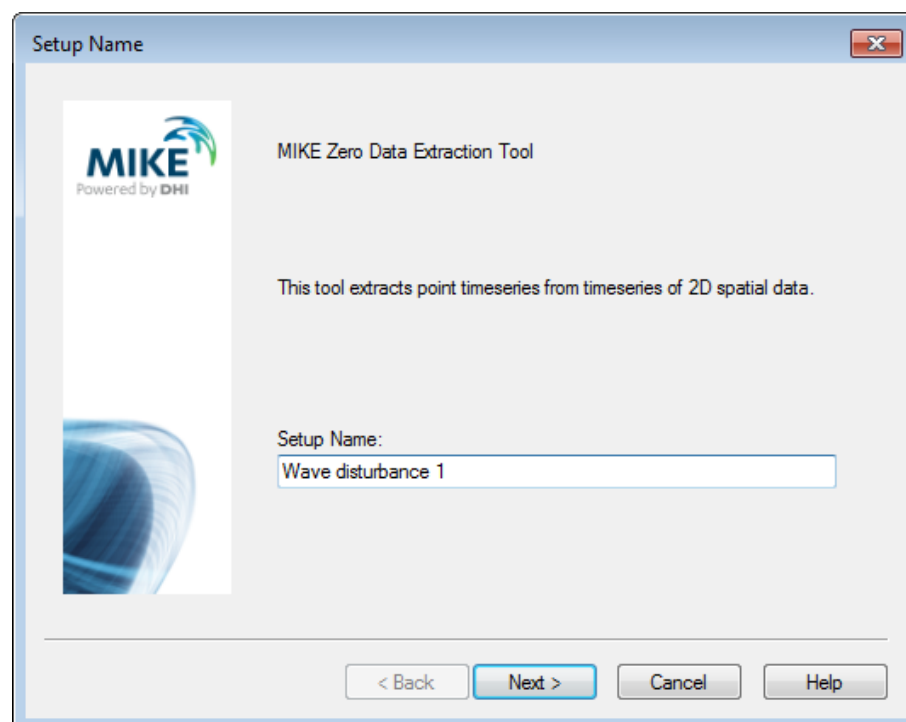 Setup Name
MIKE
Powered by DHI
MIKE Zero Data Extraction Tool
This tool extracts point timeseries from timeseries of 2D spatial data.
Setup Name:
Wave disturbance 1
< Back
Next >
Cancel
Help